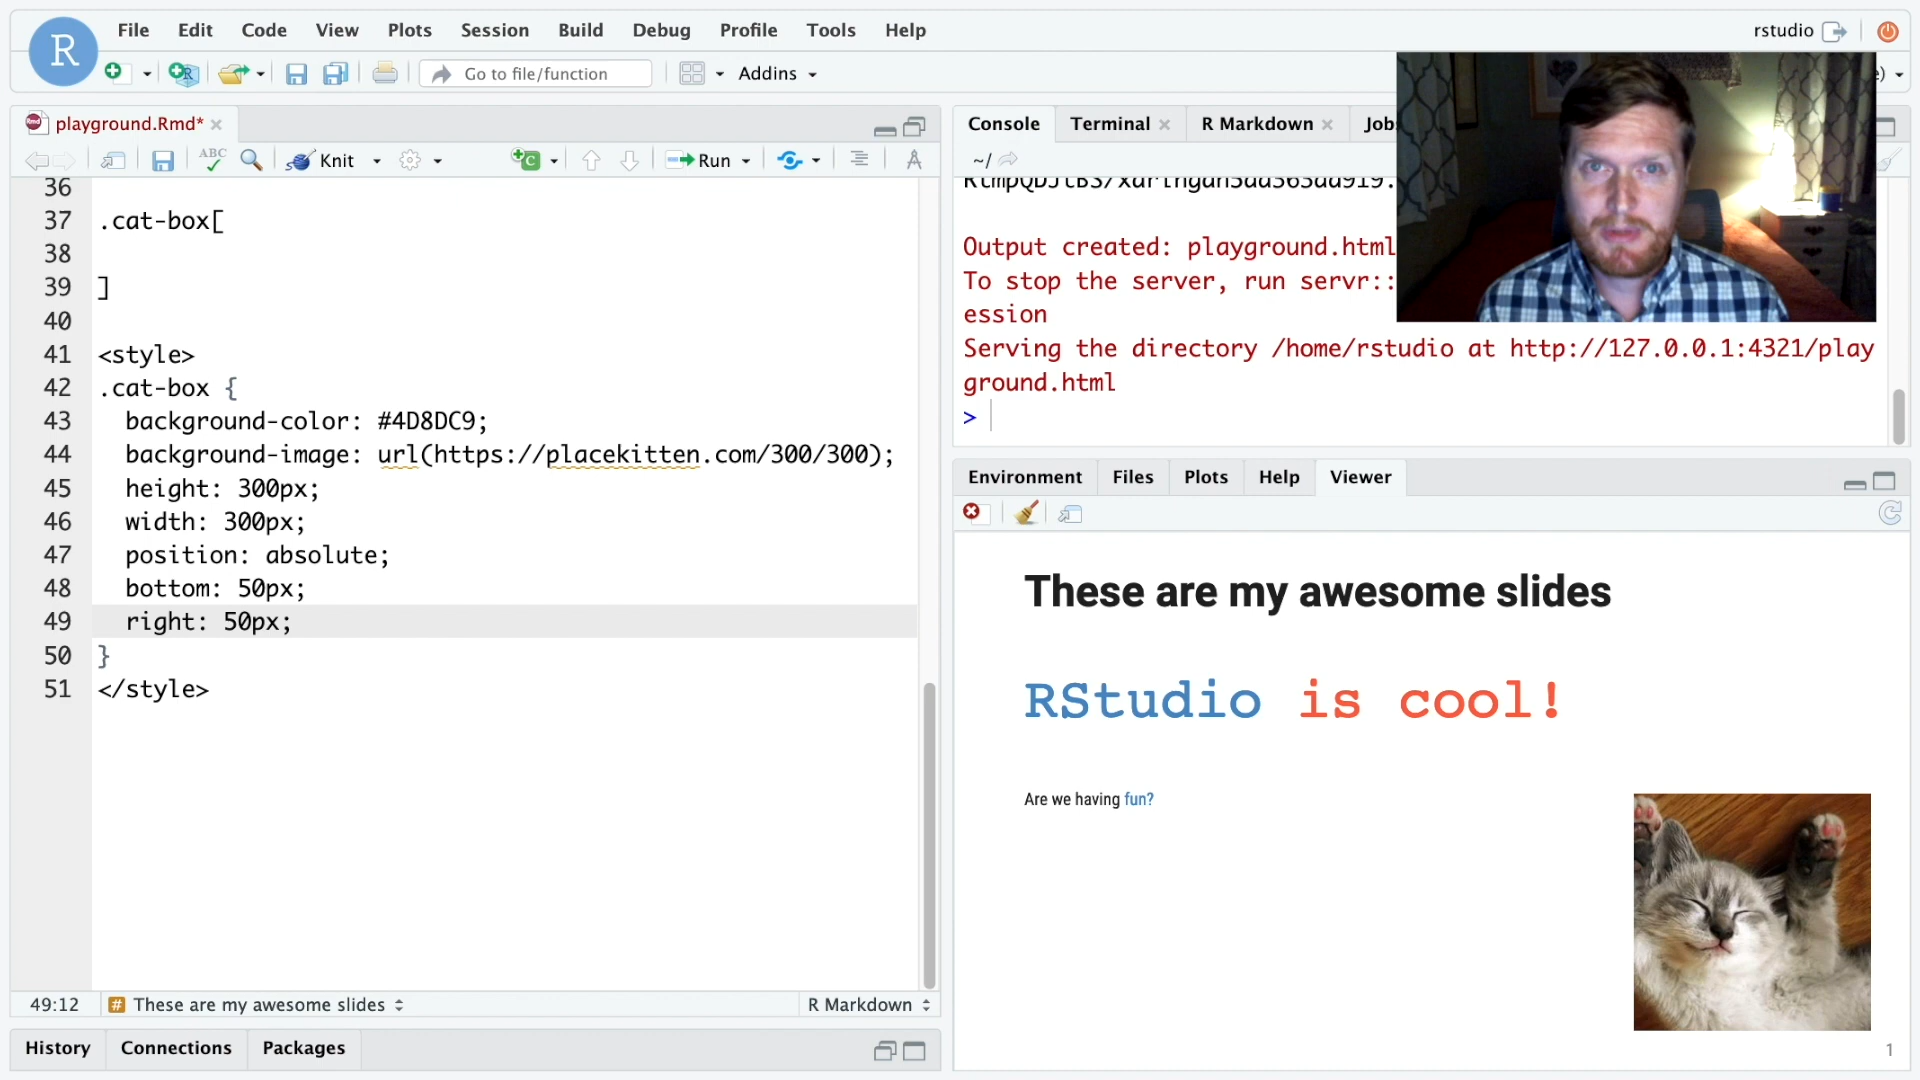 R
File Edit Code View Plots Session Build Debug Profile Tools Help
rstudio
Go to file/function
Addins
playground.Rmd*
ABC
Knit
Run
36
37 .cat-box[
38
39 ]
40
41 <style>
42 .cat-box {
43 background-color: #4D8DC9;
44 background-image: url(https://placekitten.com/300/300);
45 height: 300px;
46 width: 300px;
47 position: absolute;
48 bottom: 50px;
49 right: 50px;
50 }
51 </style>
49:12 # These are my awesome slides
R Markdown
History Connections Packages
Console Terminal R Markdown Jobs
~/
Output created: playground.html
To stop the server, run servr::
ession
Serving the directory /home/rstudio at http://127.0.0.1:4321/play
ground.html
>
Environment Files Plots Help Viewer
These are my awesome slides
RStudio is cool!
Are we having fun?
1